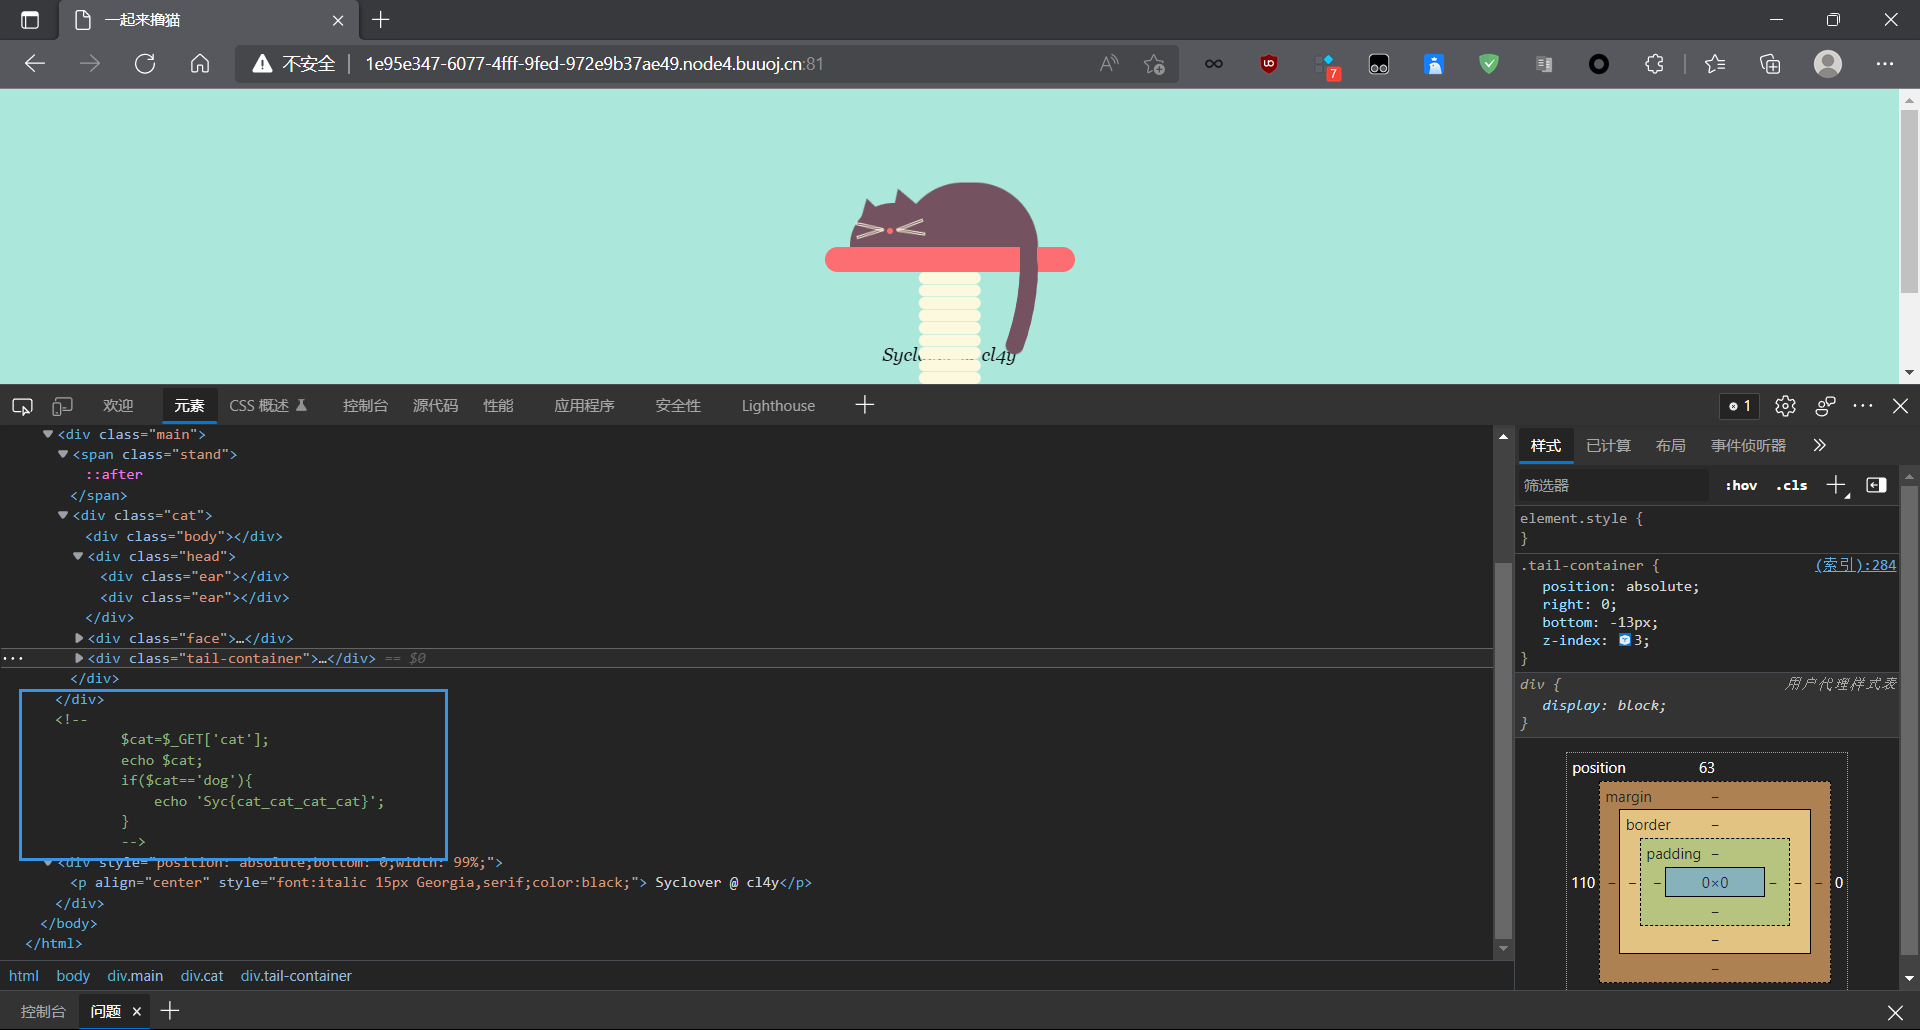 一起来撸猫
不安全
1e95e347-6077-4fff-9fed-972e9b37ae49.node4.buuoj.cn:81
7
cl4y
欢迎
元素
CSS 概述
控制台
源代码
性能
应用程序
安全性
Lighthouse
1
<div class="main">
<span class="stand">
::after
</span>
<div class="cat">
<div class="body"></div>
<div class="head">
<div class="ear"></div>
<div class="ear"></div>
</div>
<div class="face">…</div>
<div class="tail-container">…</div> == $0
</div>
</div>
<!--
$cat=$_GET['cat'];
echo $cat;
if($cat=='dog'){
echo 'Syc{cat_cat_cat_cat}';
}
-->
<div style="position: absolute;bottom: 0;width: 99%;">
<p align="center" style="font:italic 15px Georgia,serif;color:black;"> Syclover @ cl4y</p>
</div>
</body>
</html>
html body div.main div.cat div.tail-container
控制台
问题
样式
已计算
布局
事件侦听器
筛选器
:hov
.cls
element.style {
}
.tail-container {
(索引):284
position: absolute;
right: 0;
bottom: -13px;
z-index: 3;
}
div {
用户代理样式表
display: block;
}
position
63
margin
–
border
–
padding
–
110
–
–
–
0×0
–
–
–
0
–
–
–